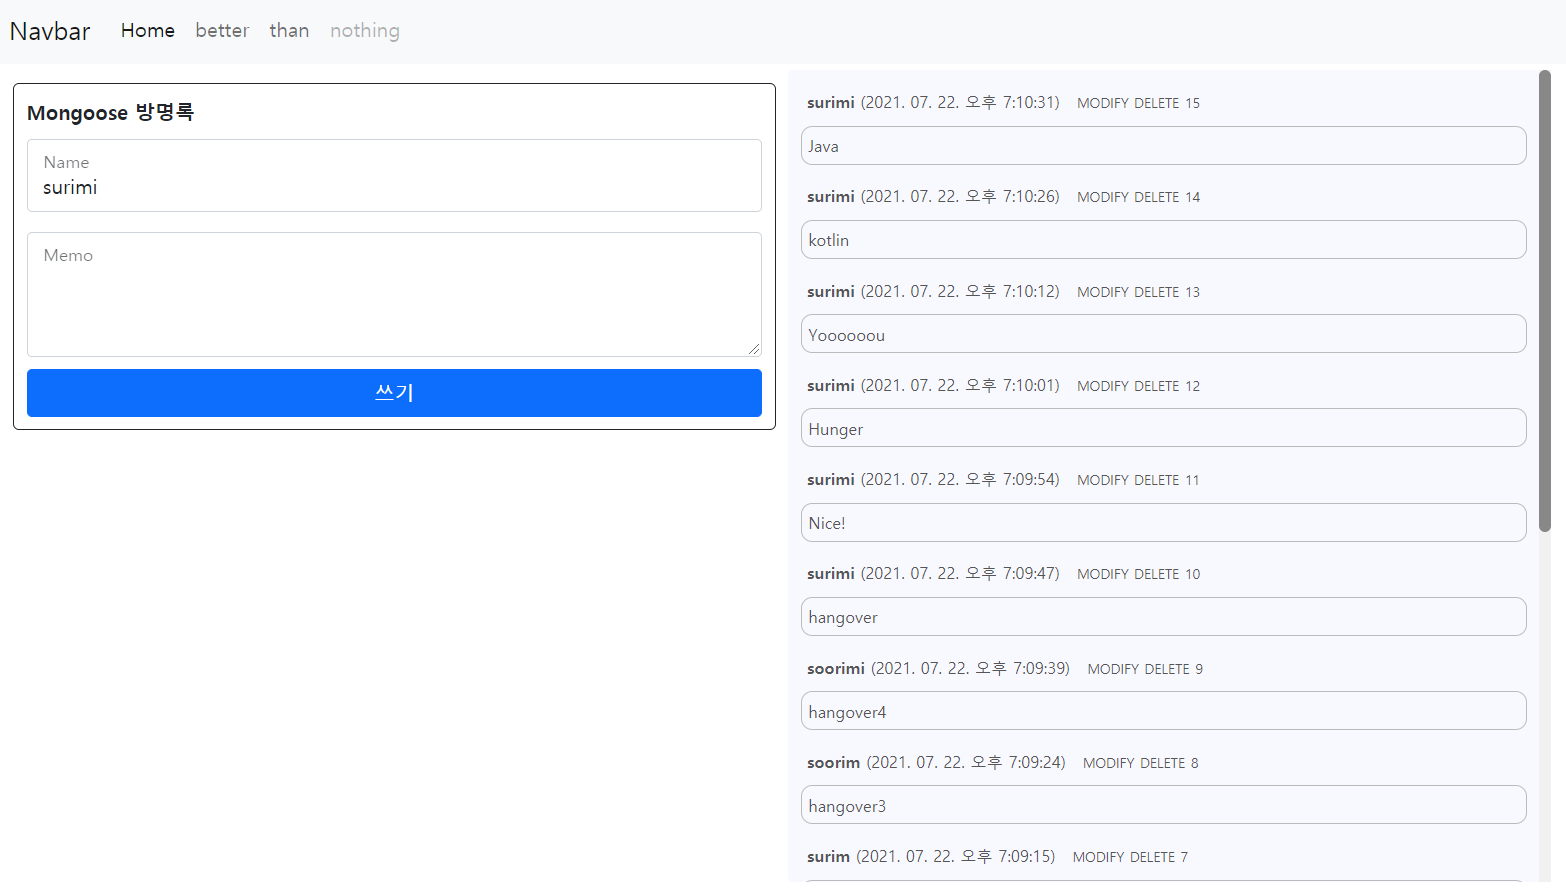 Navbar Home better than nothing
Mongoose 방명록
Name
surimi
Memo
쓰기
surimi (2021. 07. 22. 오후 7:10:31) MODIFY DELETE 15
Java
surimi (2021. 07. 22. 오후 7:10:26) MODIFY DELETE 14
kotlin
surimi (2021. 07. 22. 오후 7:10:12) MODIFY DELETE 13
Yoooooou
surimi (2021. 07. 22. 오후 7:10:01) MODIFY DELETE 12
Hunger
surimi (2021. 07. 22. 오후 7:09:54) MODIFY DELETE 11
Nice!
surimi (2021. 07. 22. 오후 7:09:47) MODIFY DELETE 10
hangover
soorimi (2021. 07. 22. 오후 7:09:39) MODIFY DELETE 9
hangover4
soorim (2021. 07. 22. 오후 7:09:24) MODIFY DELETE 8
hangover3
surim (2021. 07. 22. 오후 7:09:15) MODIFY DELETE 7